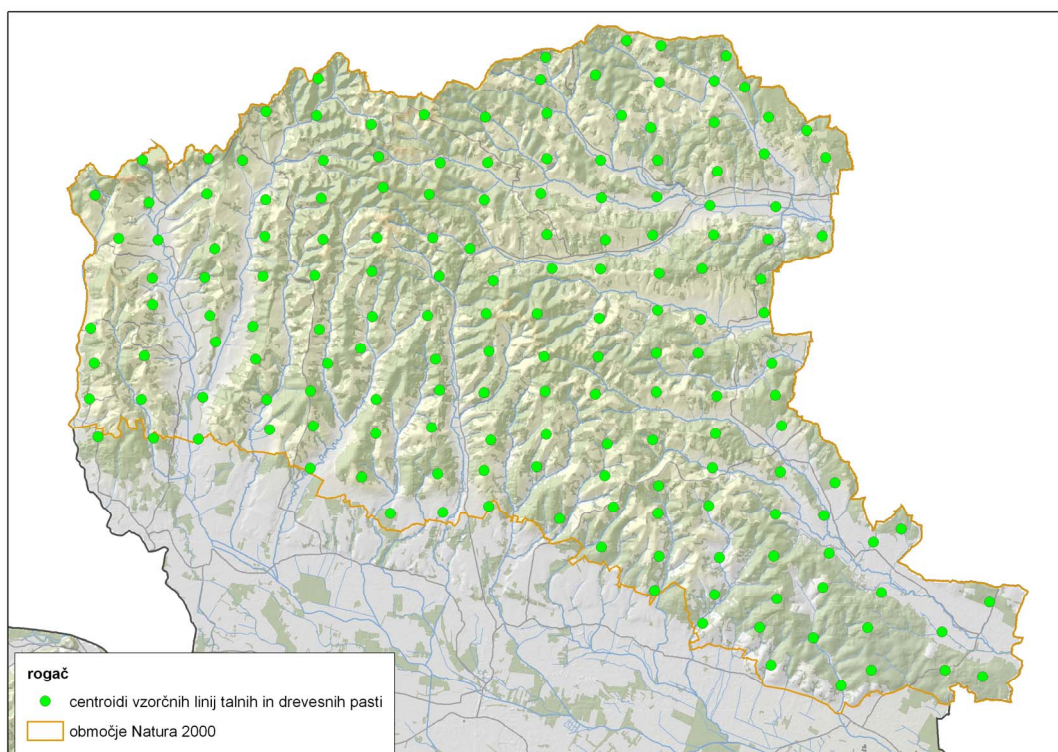 rogač
centroidi vzorčnih linij talnih in drevesnih pasti
območje Natura 2000